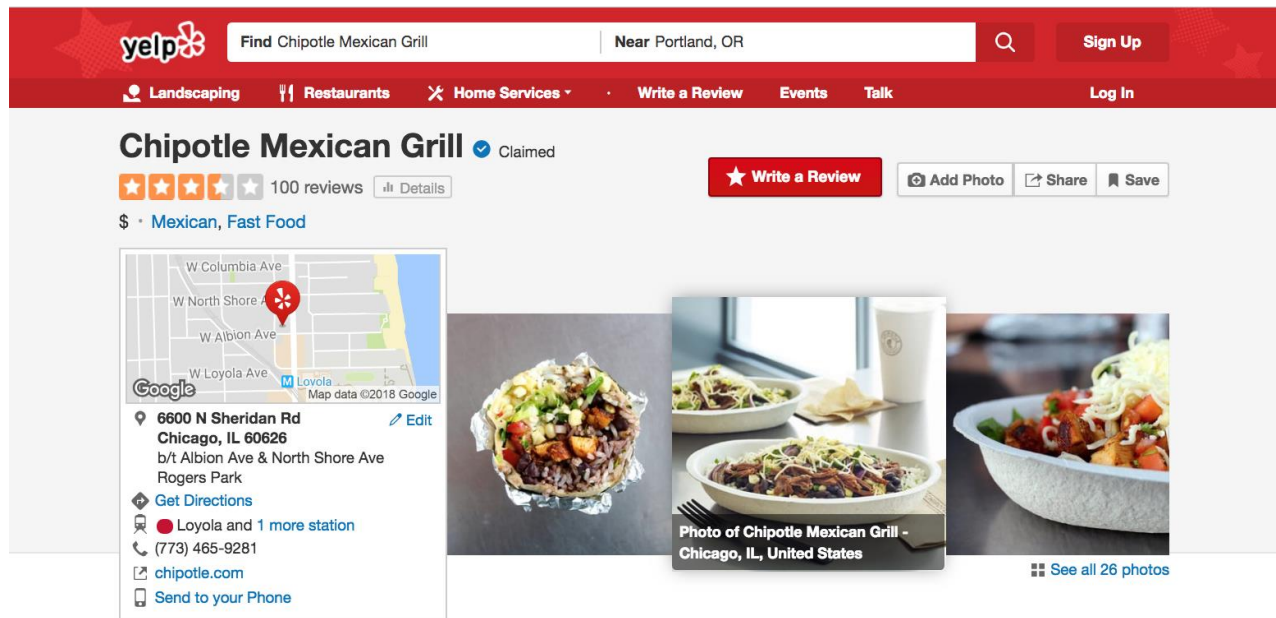 yelp
Find Chipotle Mexican Grill
Near Portland, OR
Sign Up
Landscaping
Restaurants
Home Services
Write a Review
Events
Talk
Log In
Chipotle Mexican Grill
Claimed
100 reviews
Details
Write a Review
Add Photo
Share
Save
$ · Mexican, Fast Food
W Columbia Ave
W North Shore A
W Albion Ave
W Loyola Ave
M Loyola
Google
Map data ©2018 Google
6600 N Sheridan Rd
Edit
Chicago, IL 60626
b/t Albion Ave & North Shore Ave
Rogers Park
Get Directions
Loyola and 1 more station
(773) 465-9281
chipotle.com
Send to your Phone
Photo of Chipotle Mexican Grill -
Chicago, IL, United States
See all 26 photos